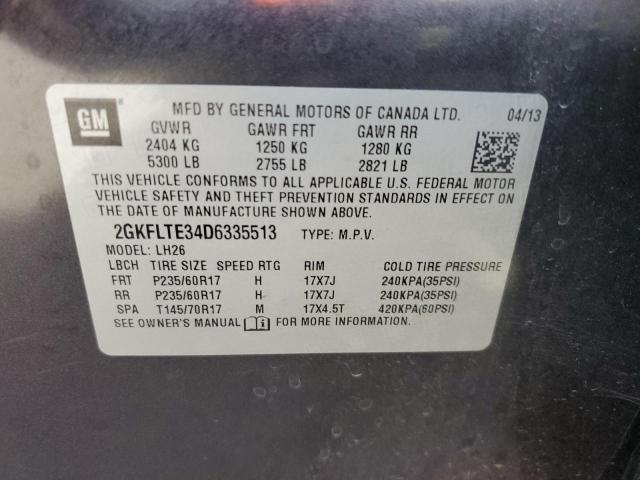 GM
MFD BY GENERAL MOTORS OF CANADA LTD. 04/13
GVWR GAWR FRT GAWR RR
2404 KG 1250 KG 1280 KG
5300 LB 2755 LB 2821 LB
THIS VEHICLE CONFORMS TO ALL APPLICABLE U.S. FEDERAL MOTOR
VEHICLE SAFETY AND THEFT PREVENTION STANDARDS IN EFFECT ON
THE DATE OF MANUFACTURE SHOWN ABOVE.
2GKFLTE34D6335513 TYPE: M.P.V.
MODEL: LH26
LBCH TIRE SIZE SPEED RTG RIM COLD TIRE PRESSURE
FRT P235/60R17 H 17X7J 240KPA(35PSI)
RR P235/60R17 H 17X7J 240KPA(35PSI)
SPA T145/70R17 M 17X4.5T 420KPA(60PSI)
SEE OWNER'S MANUAL FOR MORE INFORMATION.